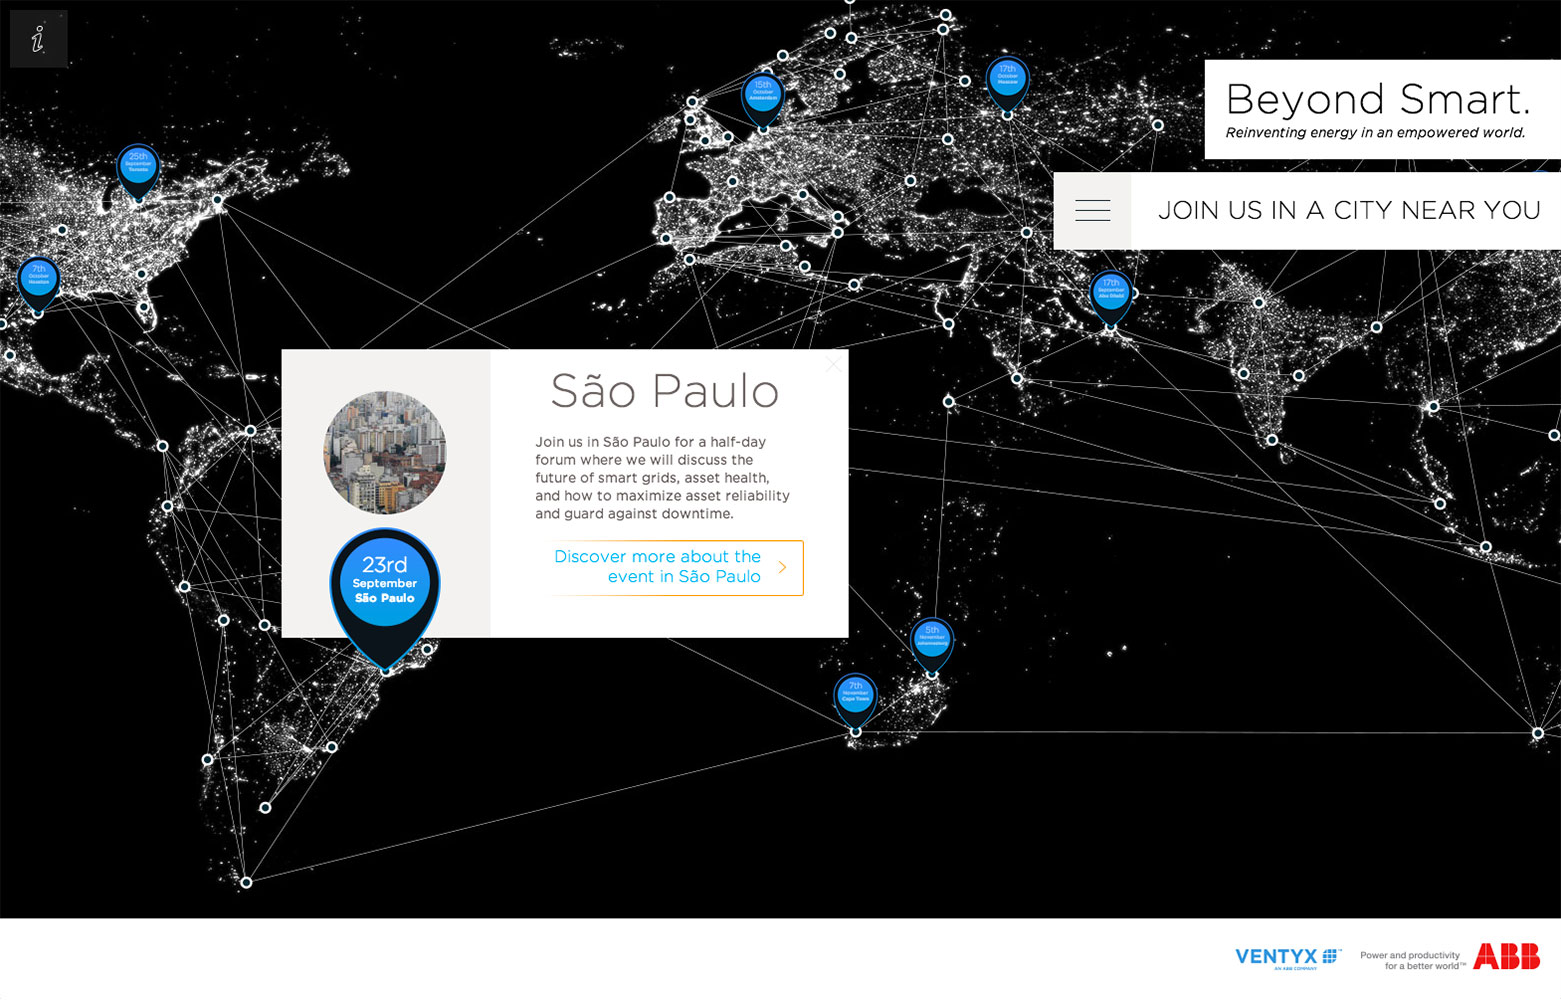 i
Beyond Smart.
Reinventing energy in an empowered world.
JOIN US IN A CITY NEAR YOU
25th
September
Toronto
7th
October
Houston
15th
October
Amsterdam
17th
October
Moscow
17th
September
Abu Dhabi
São Paulo
Join us in São Paulo for a half-day
forum where we will discuss the
future of smart grids, asset health,
and how to maximize asset reliability
and guard against downtime.
Discover more about the
event in São Paulo
23rd
September
São Paulo
5th
November
Johannesburg
7th
November
Cape Town
VENTYX™
AN ABB COMPANY
Power and productivity
for a better world™
ABB